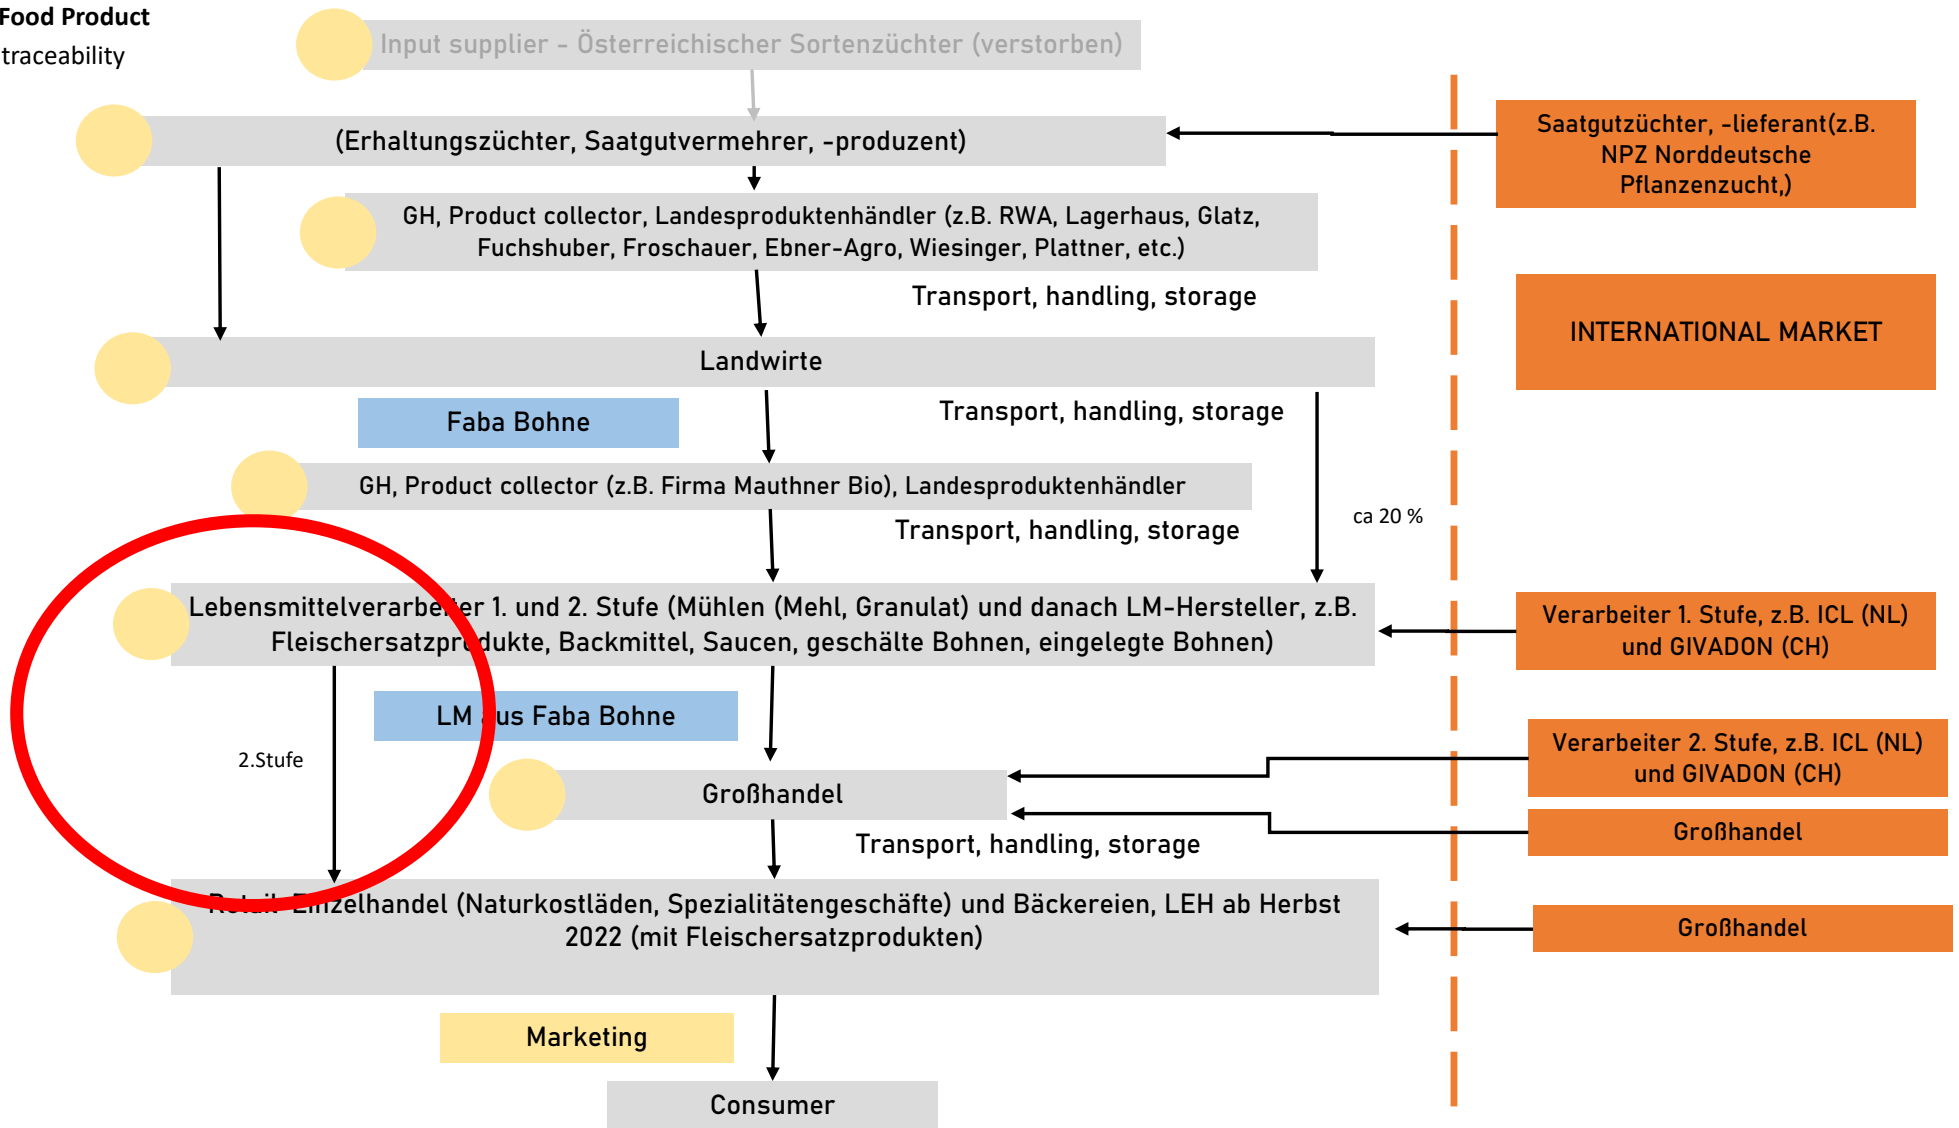 Food Product
traceability
Input supplier - Österreichischer Sortenzüchter (verstorben)
(Erhaltungszüchter, Saatgutvermehrer, -produzent)
Saatgutzüchter, -lieferant(z.B.
NPZ Norddeutsche
Pflanzenzucht,)
GH, Product collector, Landesproduktenhändler (z.B. RWA, Lagerhaus, Glatz,
Fuchshuber, Froschauer, Ebner-Agro, Wiesinger, Plattner, etc.)
Transport, handling, storage
INTERNATIONAL MARKET
Landwirte
Faba Bohne
Transport, handling, storage
GH, Product collector (z.B. Firma Mauthner Bio), Landesproduktenhändler
ca 20 %
Transport, handling, storage
Lebensmittelverarbeiter 1. und 2. Stufe (Mühlen (Mehl, Granulat) und danach LM-Hersteller, z.B.
Fleischersatzprodukte, Backmittel, Saucen, geschälte Bohnen, eingelegte Bohnen)
Verarbeiter 1. Stufe, z.B. ICL (NL)
und GIVADON (CH)
LM aus Faba Bohne
2.Stufe
Verarbeiter 2. Stufe, z.B. ICL (NL)
und GIVADON (CH)
Großhandel
Großhandel
Transport, handling, storage
Retail-Einzelhandel (Naturkostläden, Spezialitätengeschäfte) und Bäckereien, LEH ab Herbst
2022 (mit Fleischersatzprodukten)
Großhandel
Marketing
Consumer